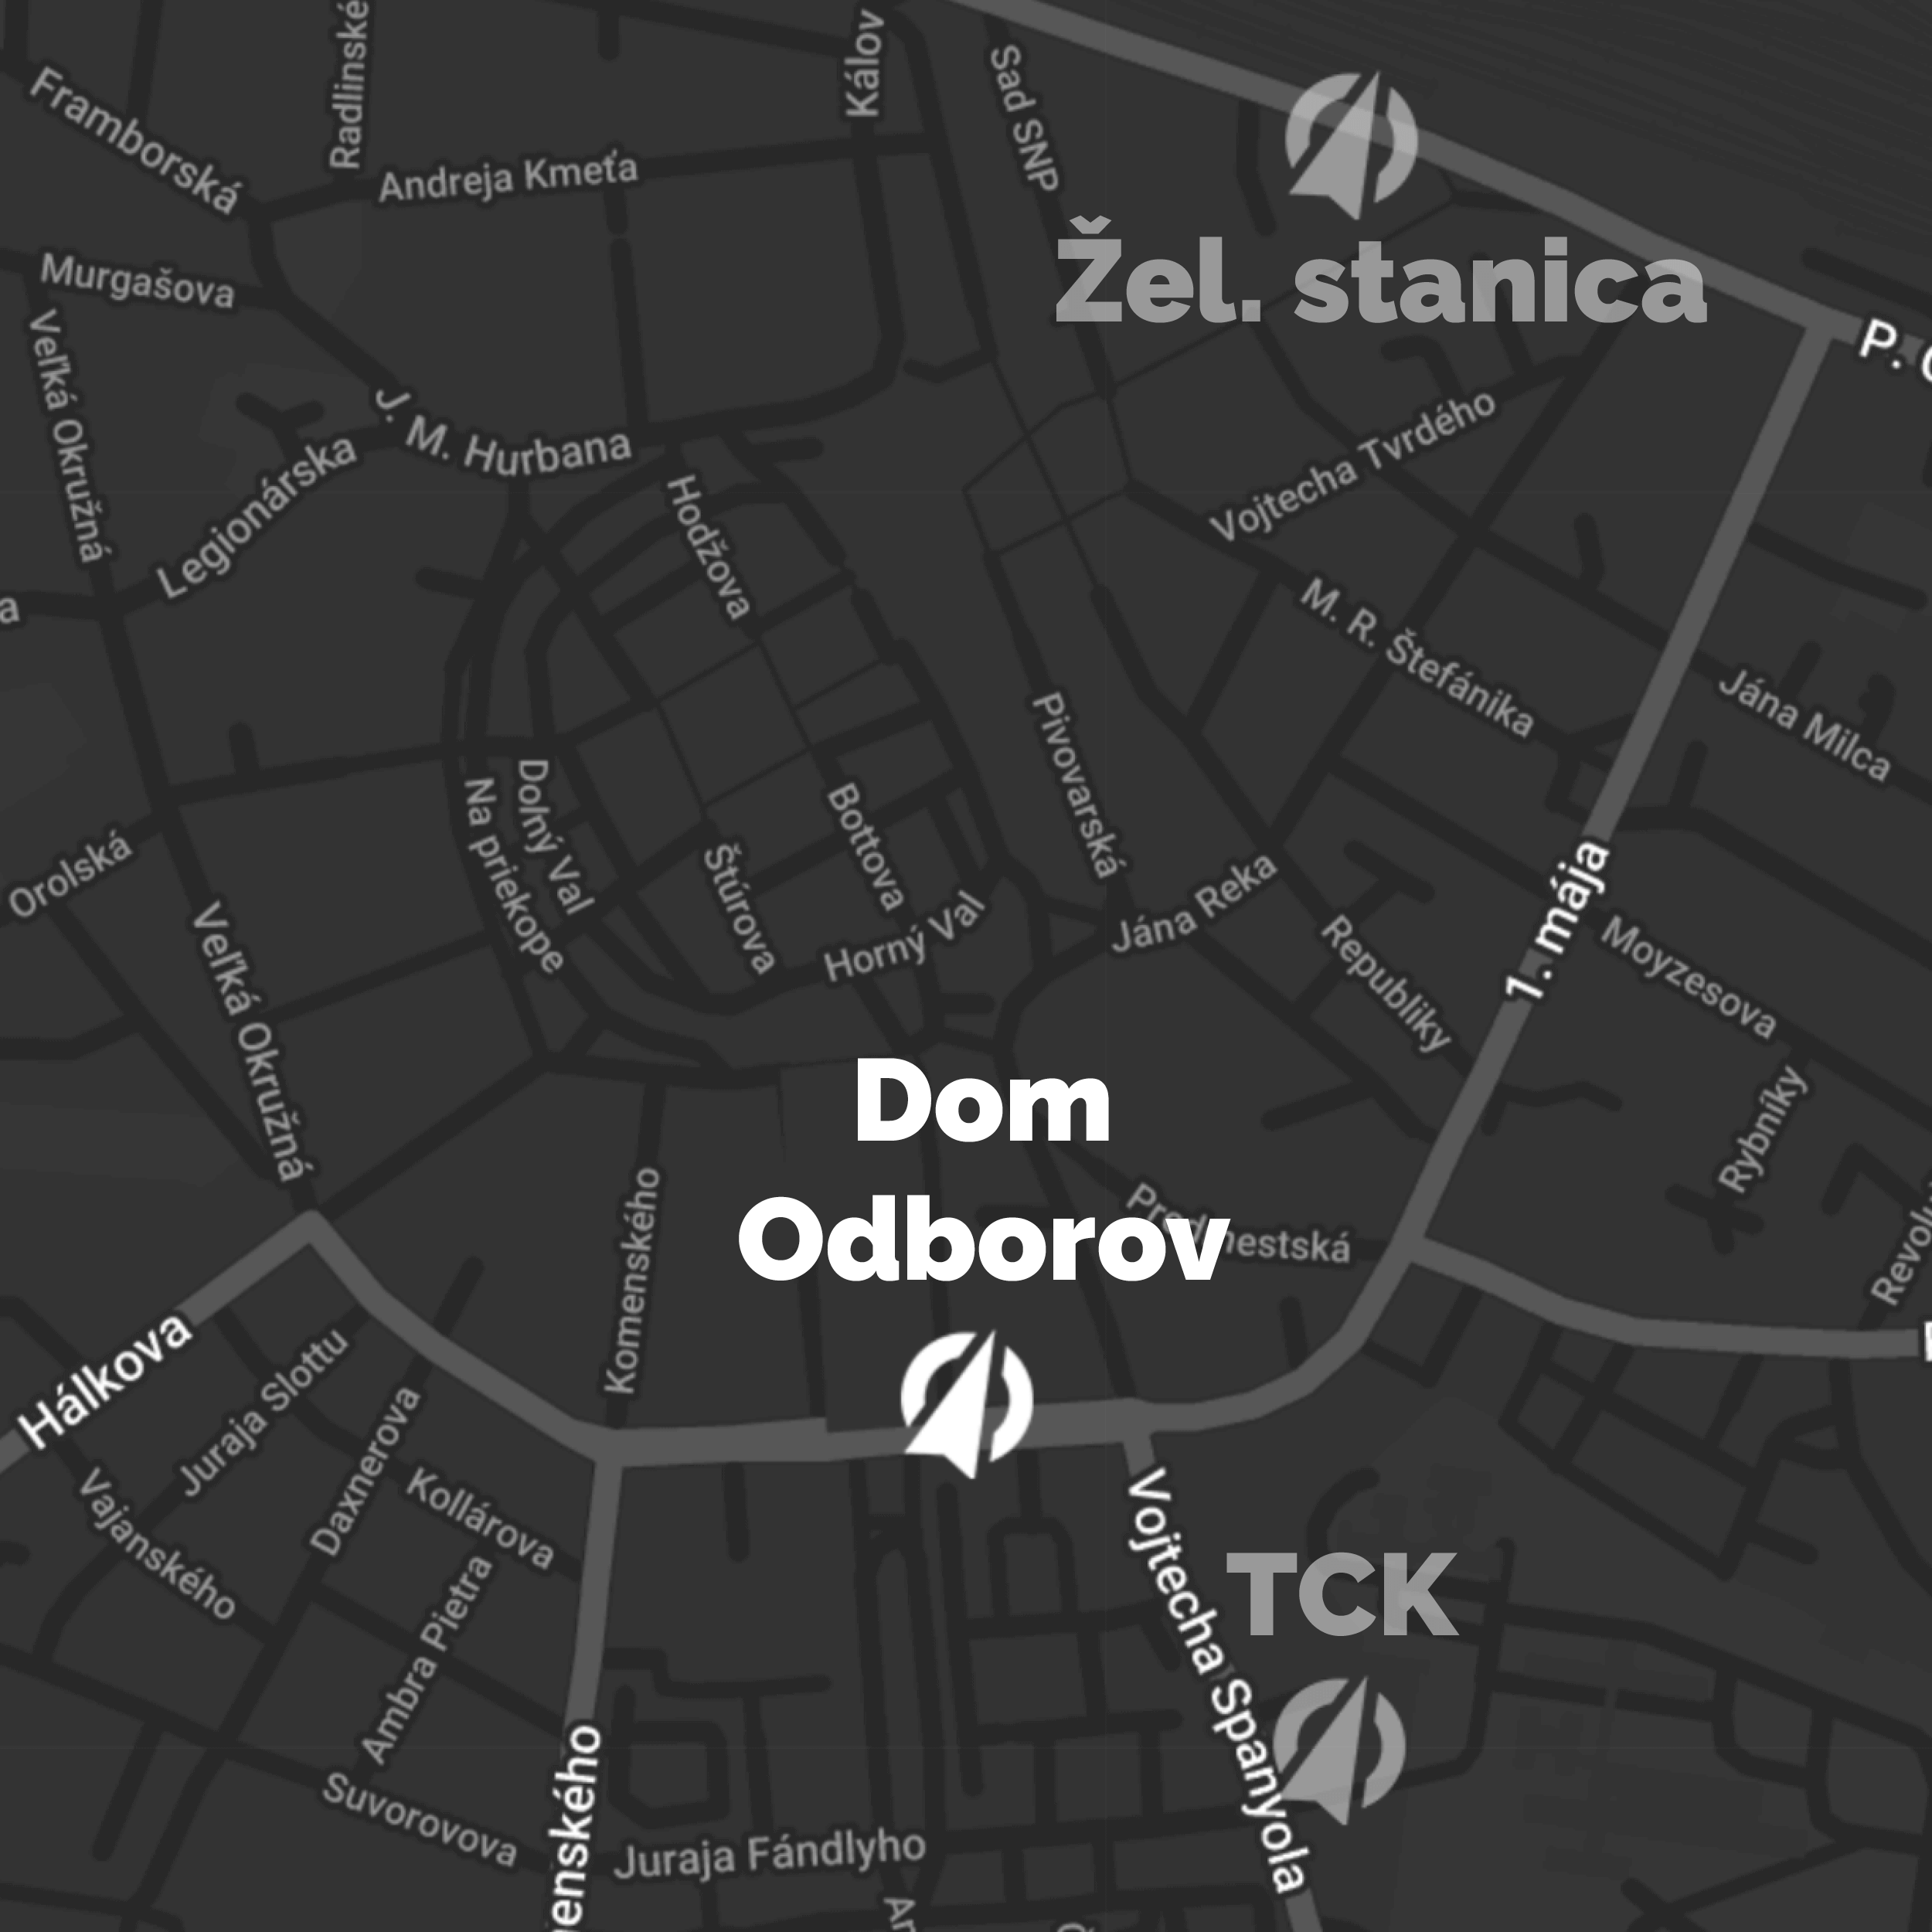 Radlinské
Kálov
Framborská
Sad SNP
Andreja Kmeťa
Žel. stanica
Murgašova
P.
Veľká Okružná
J. M. Hurbana
Vojtecha Tvrdého
Legionárska
Hodžova
a
M. R. Štefánika
Jána Milca
Pivovarská
Dolný Val
Na priekope
Bottova
Štúrova
Orolská
Jána Reka
1. mája
Horný Val
Veľká Okružná
Republiky
Moyzesova
Dom
Odborov
Rybníky
Predmestská
Komenského
Hálkova
Juraja Slottu
Daxnerova
Kollárova
Vajanského
Vojtecha Spanyola
TCK
Ambra Pietra
enského
Suvorovova
Juraja Fándlyho